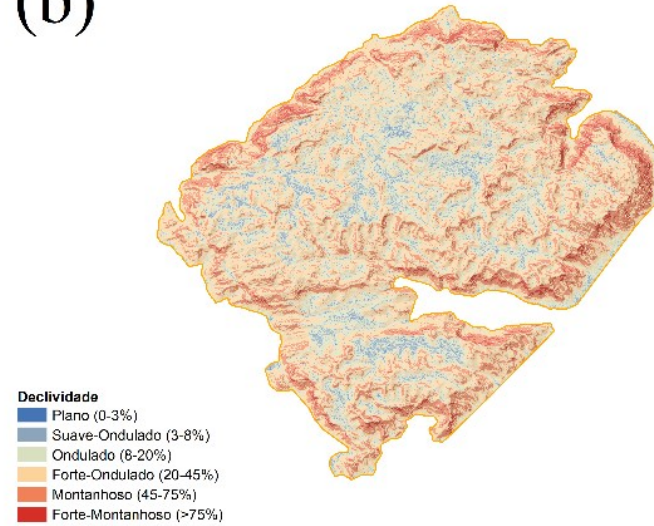 (b)
Declividade
Plano (0-3%)
Suave-Ondulado (3-8%)
Ondulado (8-20%)
Forte-Ondulado (20-45%)
Montanhoso (45-75%)
Forte-Montanhoso (>75%)